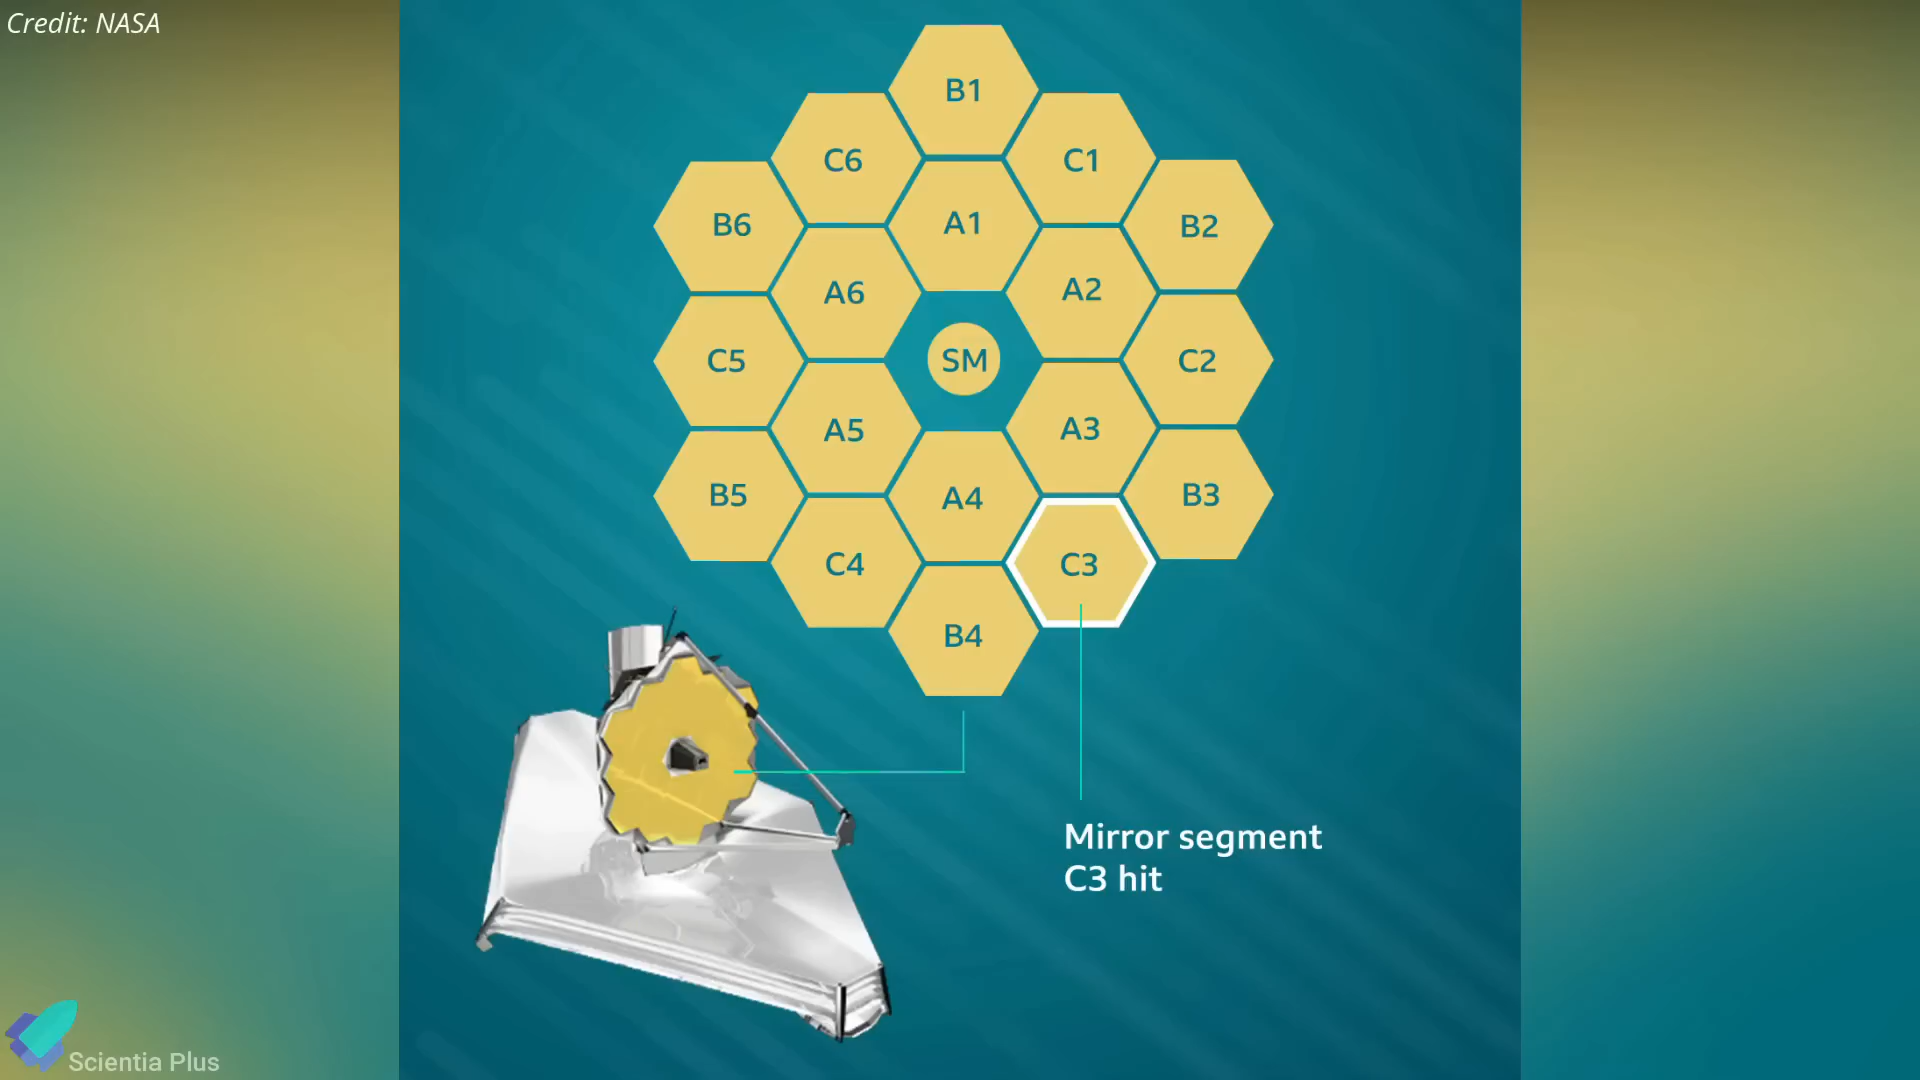 Credit: NASA
B1
C6
C1
B6
A1
B2
A6
A2
C5
SM
C2
A5
A3
B5
A4
B3
C4
C3
B4
Mirror segment
C3 hit
Scientia Plus